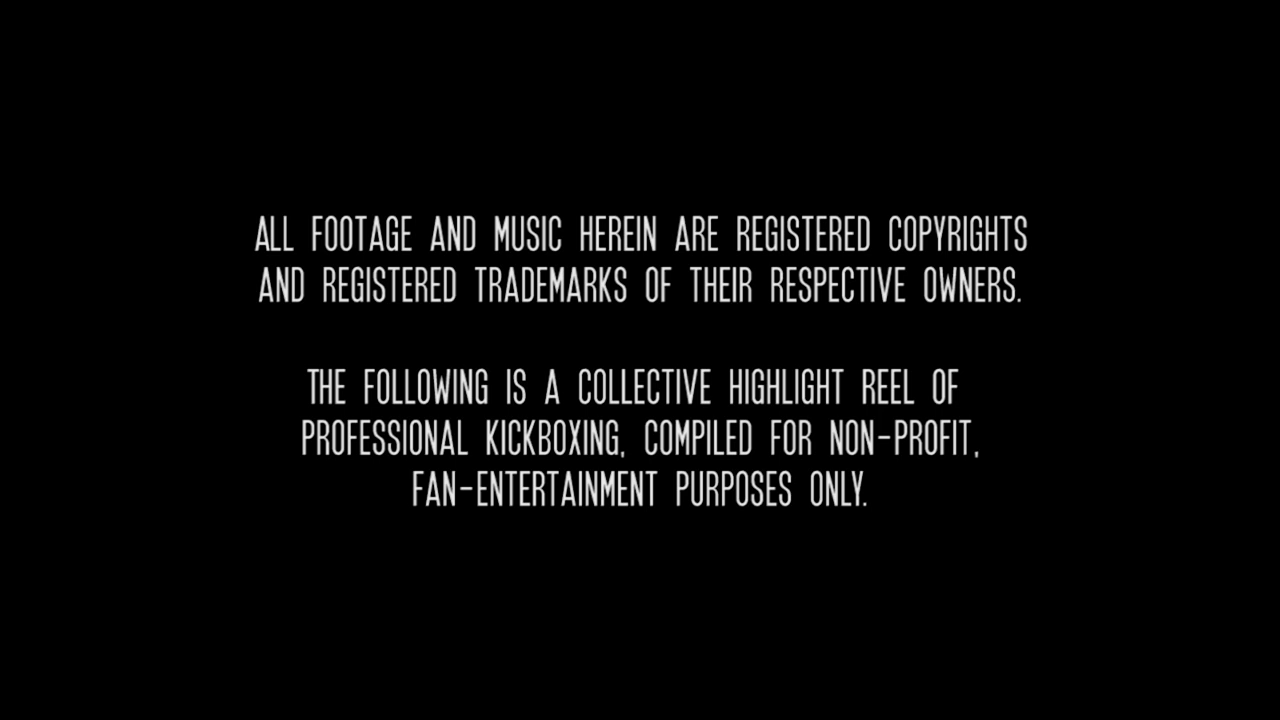 ALL FOOTAGE AND MUSIC HEREIN ARE REGISTERED COPYRIGHTS
AND REGISTERED TRADEMARKS OF THEIR RESPECTIVE OWNERS.
THE FOLLOWING IS A COLLECTIVE HIGHLIGHT REEL OF
PROFESSIONAL KICKBOXING, COMPILED FOR NON-PROFIT,
FAN-ENTERTAINMENT PURPOSES ONLY.